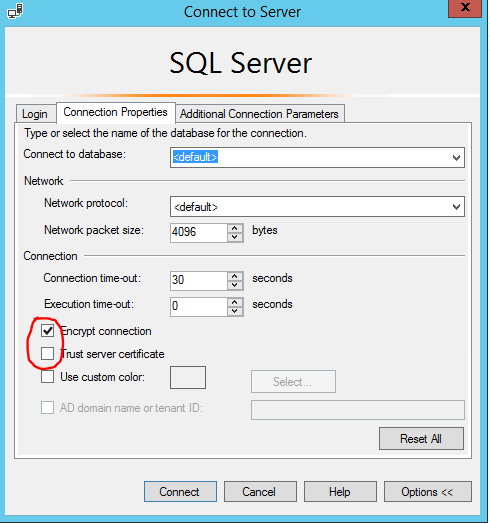 Connect to Server
SQL Server
Login Connection Properties Additional Connection Parameters
Type or select the name of the database for the connection.
Connect to database: <default>
Network
Network protocol: <default>
Network packet size: 4096 bytes
Connection
Connection time-out: 30 seconds
Execution time-out: 0 seconds
Encrypt connection
Trust server certificate
Use custom color: Select...
AD domain name or tenant ID:
Reset All
Connect Cancel Help Options <<